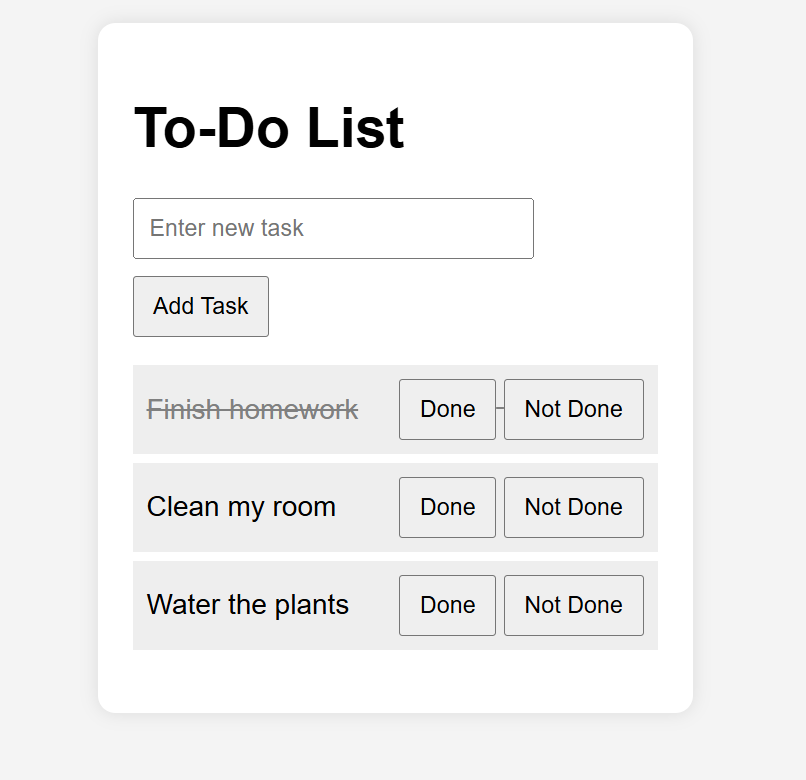 To-Do List
Enter new task
Add Task
Finish homework Done Not Done
Clean my room Done Not Done
Water the plants Done Not Done